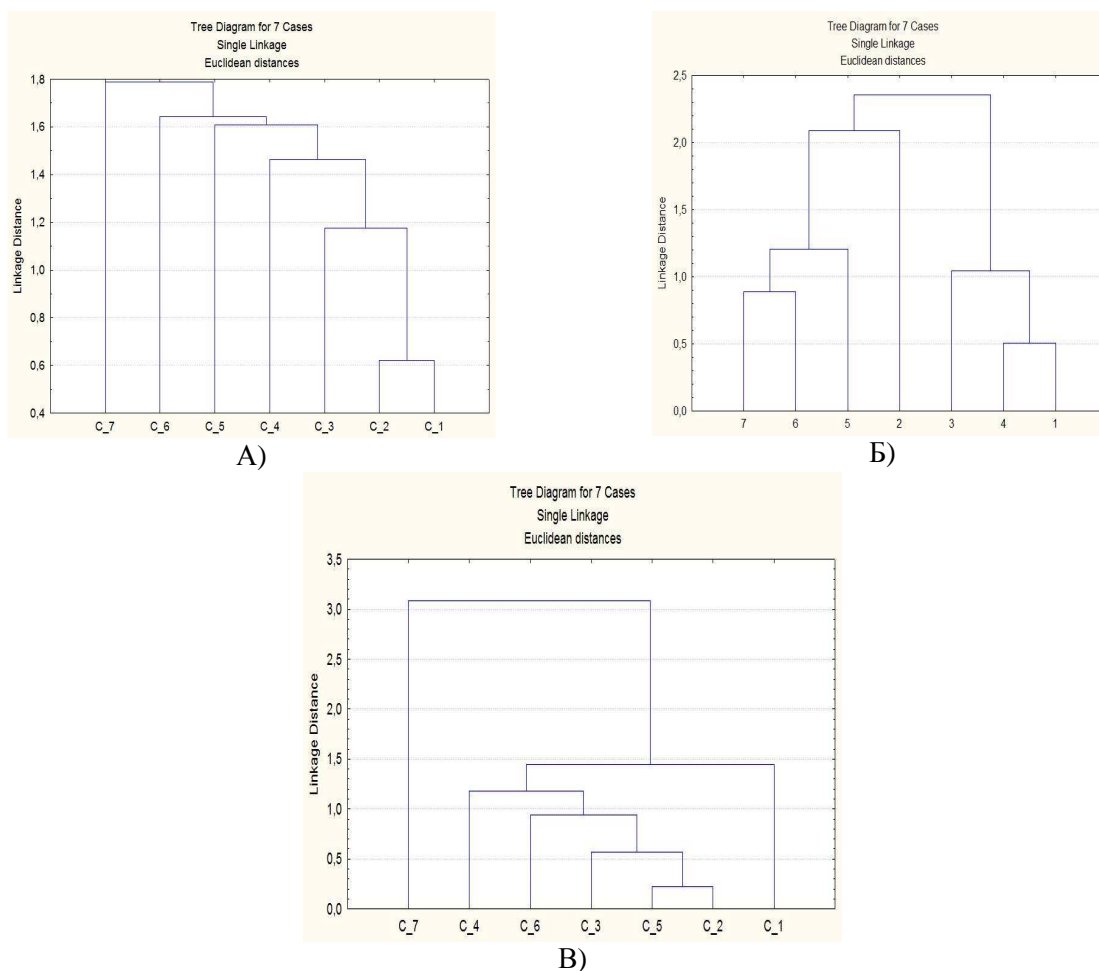 Tree Diagram for 7 Cases
Single Linkage
Euclidean distances
1,8
1,6
1,4
1,2
1,0
0,8
0,6
0,4
Linkage Distance
C_7 C_6 C_5 C_4 C_3 C_2 C_1
А)
Tree Diagram for 7 Cases
Single Linkage
Euclidean distances
2,5
2,0
1,5
1,0
0,5
0,0
Linkage Distance
7 6 5 2 3 4 1
Б)
Tree Diagram for 7 Cases
Single Linkage
Euclidean distances
3,5
3,0
2,5
2,0
1,5
1,0
0,5
0,0
Linkage Distance
C_7 C_4 C_6 C_3 C_5 C_2 C_1
В)